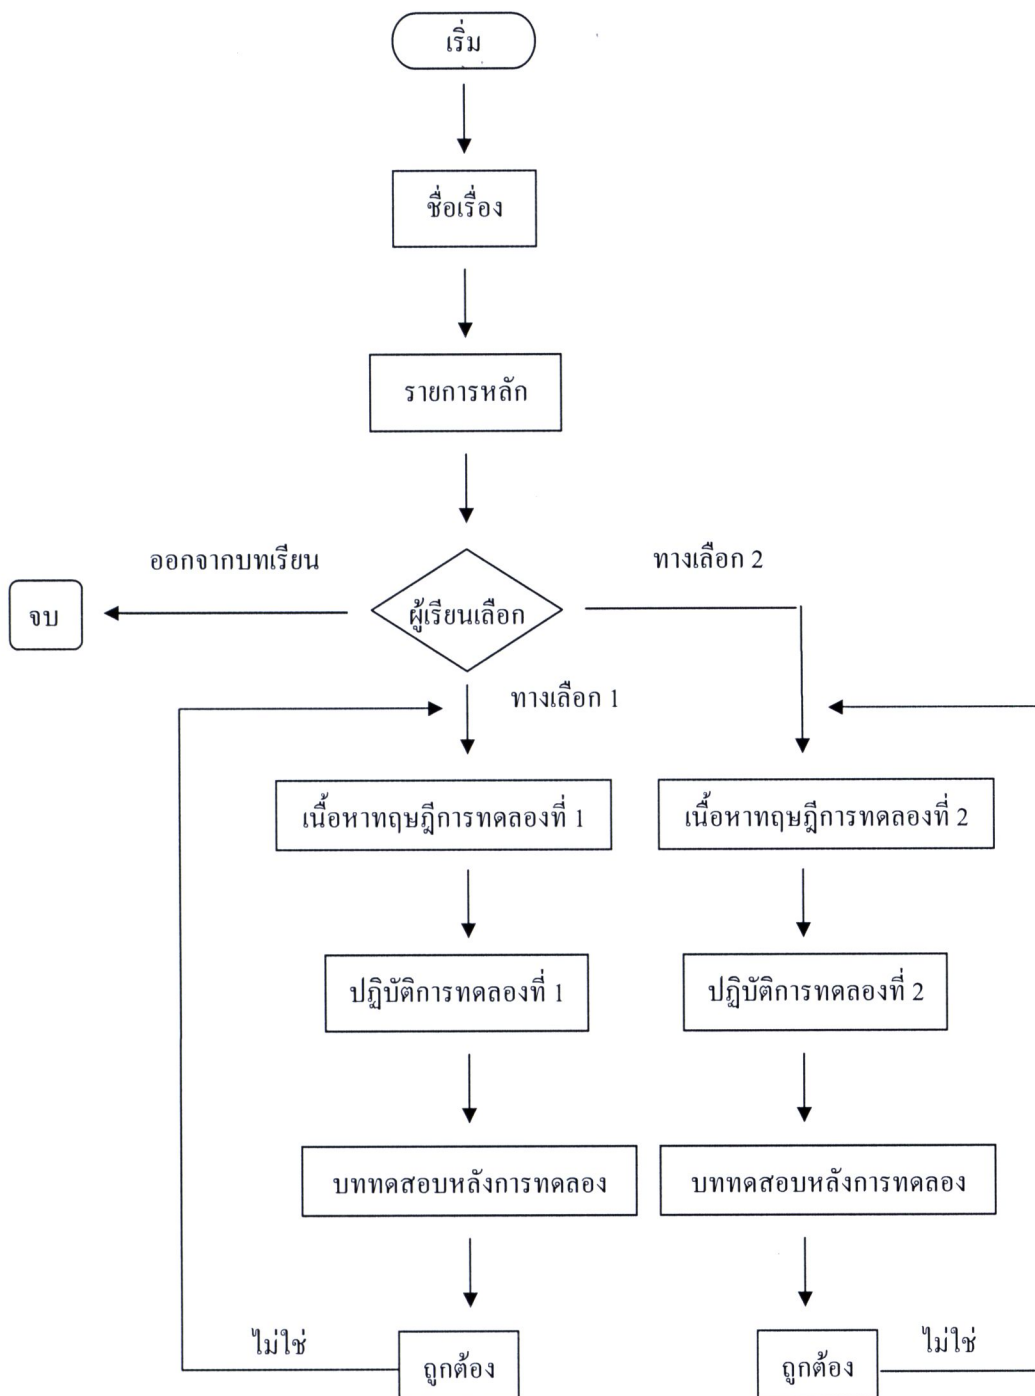 เริ่ม
ชื่อเรื่อง
รายการหลัก
ออกจากบทเรียน
ทางเลือก 2
จบ
ผู้เรียนเลือก
ทางเลือก 1
เนื้อหาทฤษฎีการทดลองที่ 1
เนื้อหาทฤษฎีการทดลองที่ 2
ปฏิบัติการทดลองที่ 1
ปฏิบัติการทดลองที่ 2
บททดสอบหลังการทดลอง
บททดสอบหลังการทดลอง
ไม่ใช่
ถูกต้อง
ถูกต้อง
ไม่ใช่